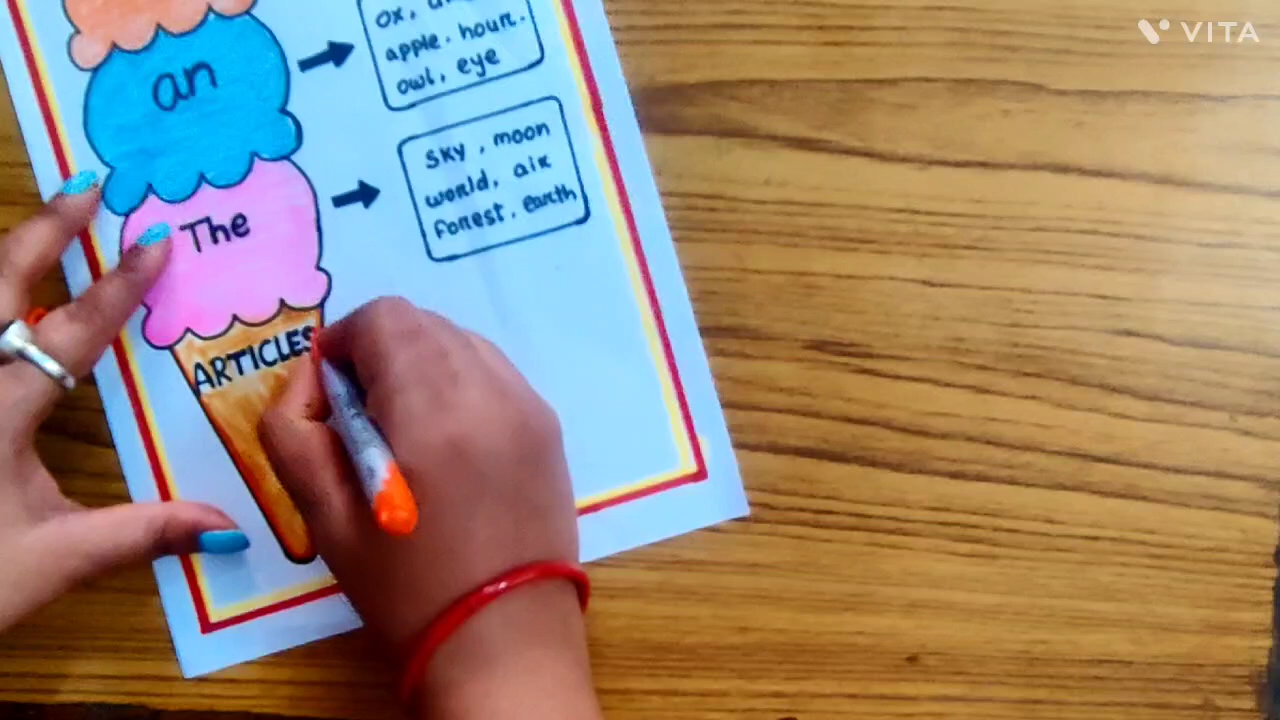 VITA
an
ox,
apple. hour.
owl, eye
The
sky, moon
world, air
forest. earth
ARTICLES